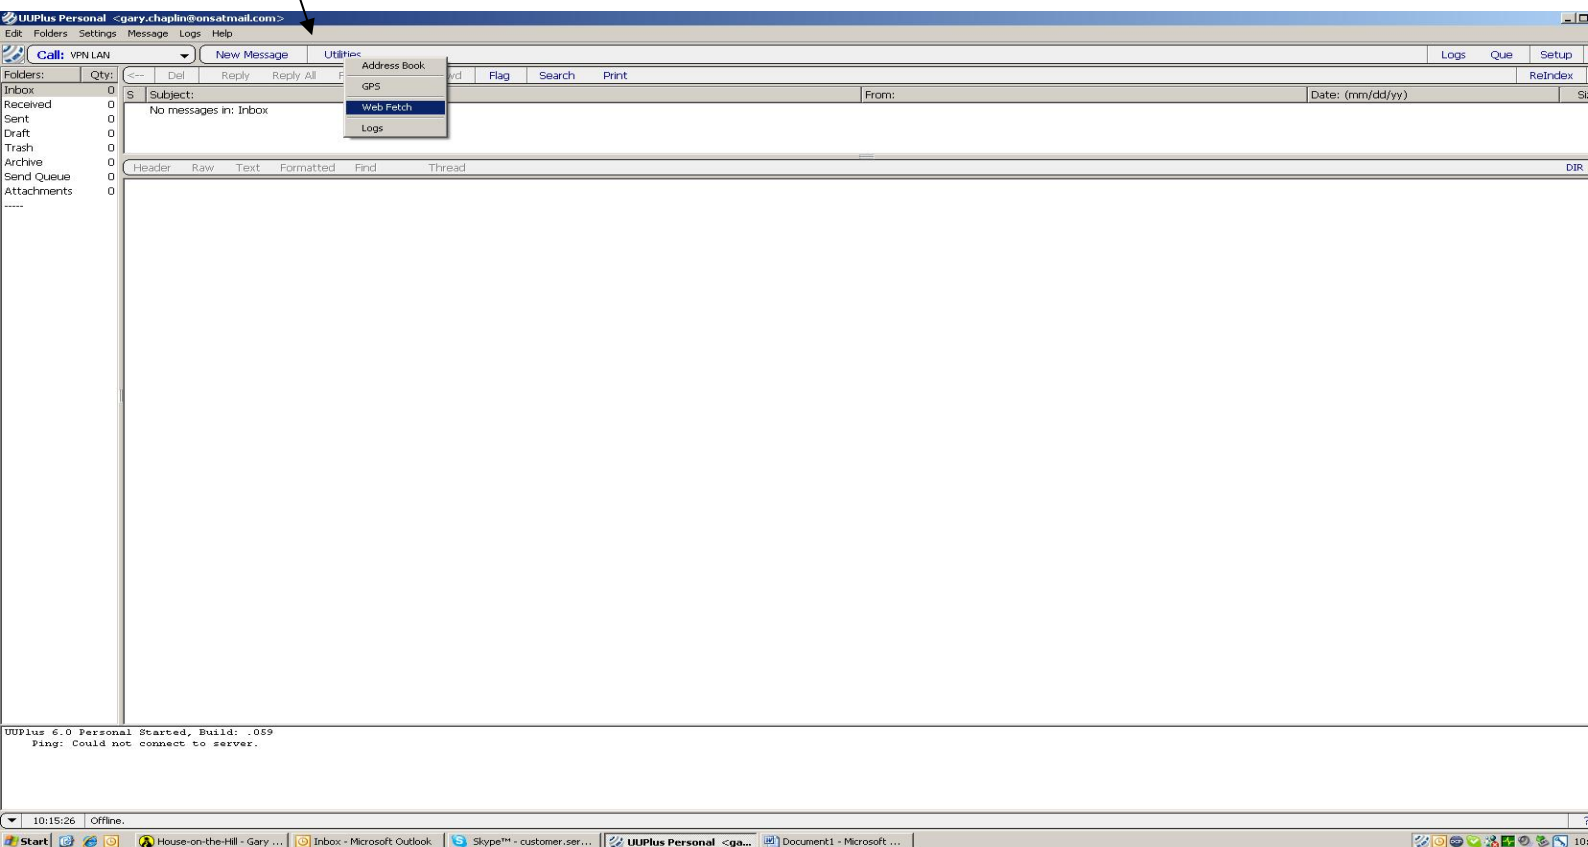 UUPlus Personal <gary.chaplin@onsatmail.com>
Edit Folders Settings Message Logs Help
Call: VPN LAN New Message Utilities Logs Que Setup
Folders: Qty: <-- Del Reply Reply All Flag Search Print ReIndex
Address Book
GPS
Web Fetch
Logs
S Subject: From: Date: (mm/dd/yy)
No messages in: Inbox
Inbox 0
Received 0
Sent 0
Draft 0
Trash 0
Archive 0
Send Queue 0
Attachments 0
-----
Header Raw Text Formatted Find Thread DIR
UUPlus 6.0 Personal Started, Build: .059
Ping: Could not connect to server.
10:15:26 Offline.
Start House-on-the-Hill - Gary ... Inbox - Microsoft Outlook Skype™ - customer.ser... UUPlus Personal <ga... Document1 - Microsoft ... 10: